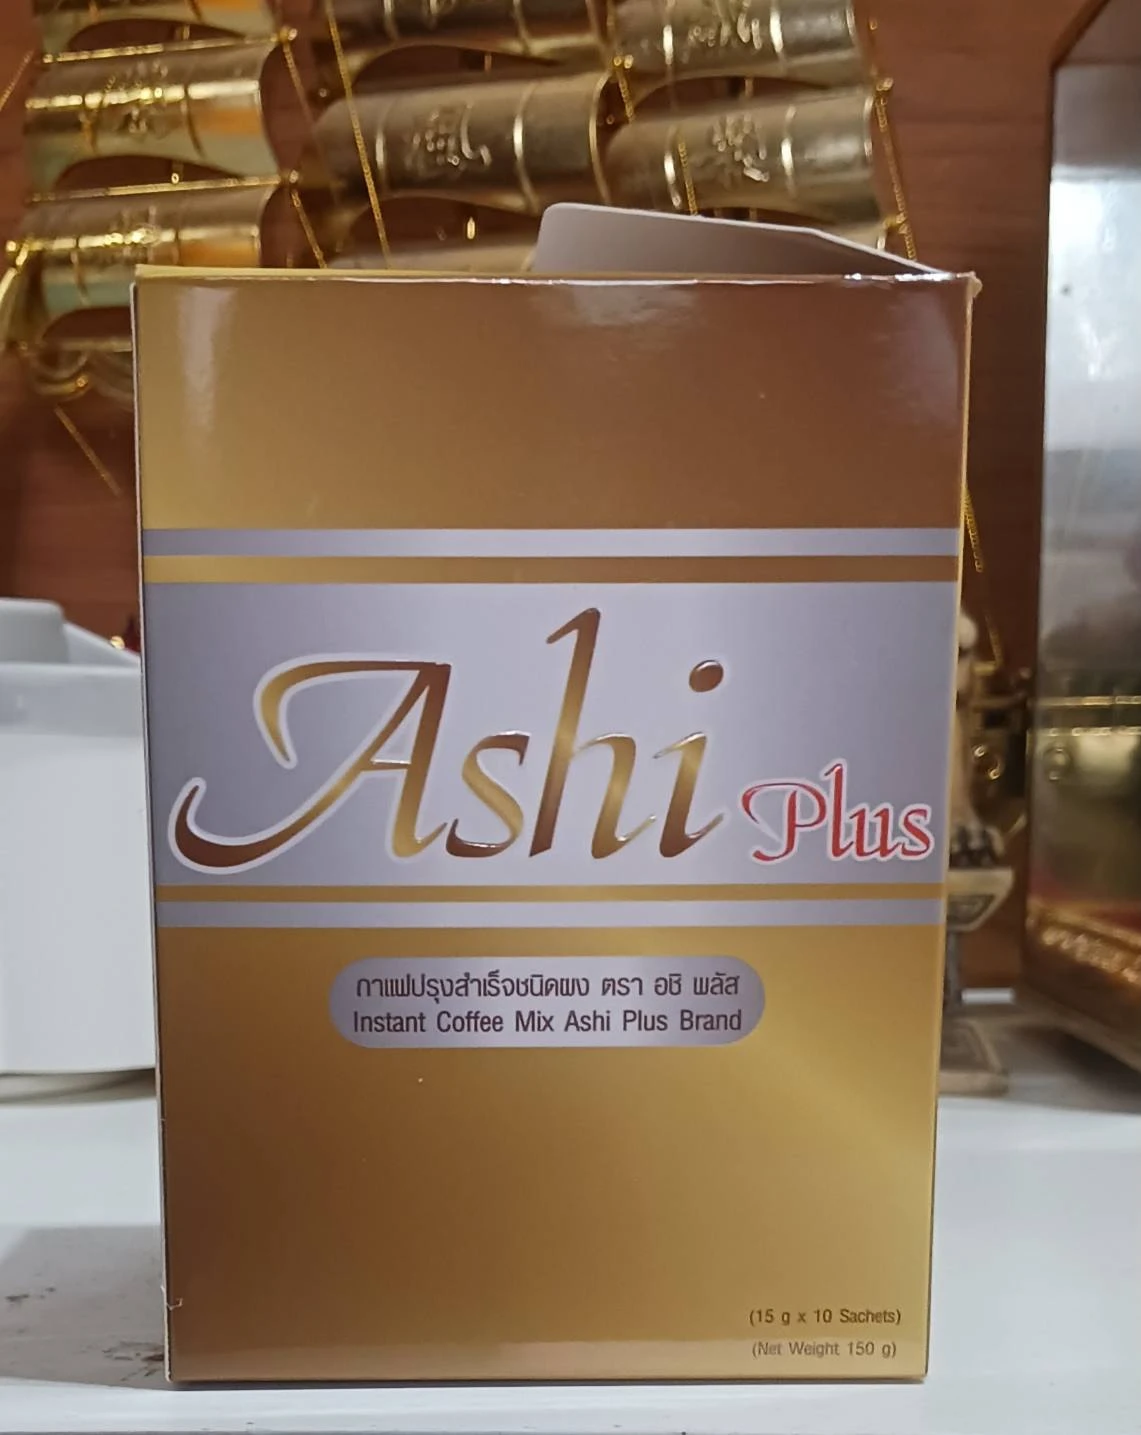 Ashi Plus
กาแฟปรุงสำเร็จชนิดผง ตรา อชิ พลัส
Instant Coffee Mix Ashi Plus Brand
(15 g x 10 Sachets)
(Net Weight 150 g)